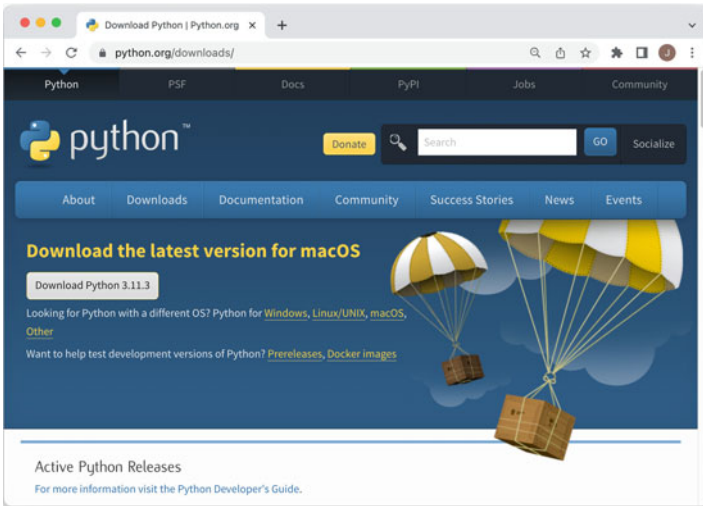 Download Python | Python.org
python.org/downloads/
J
Python PSF Docs PyPI Jobs Community
python™
Donate Search GO Socialize
About Downloads Documentation Community Success Stories News Events
Download the latest version for macOS
Download Python 3.11.3
Looking for Python with a different OS? Python for Windows, Linux/UNIX, macOS,
Other
Want to help test development versions of Python? Prereleases, Docker images
Active Python Releases
For more information visit the Python Developer's Guide.